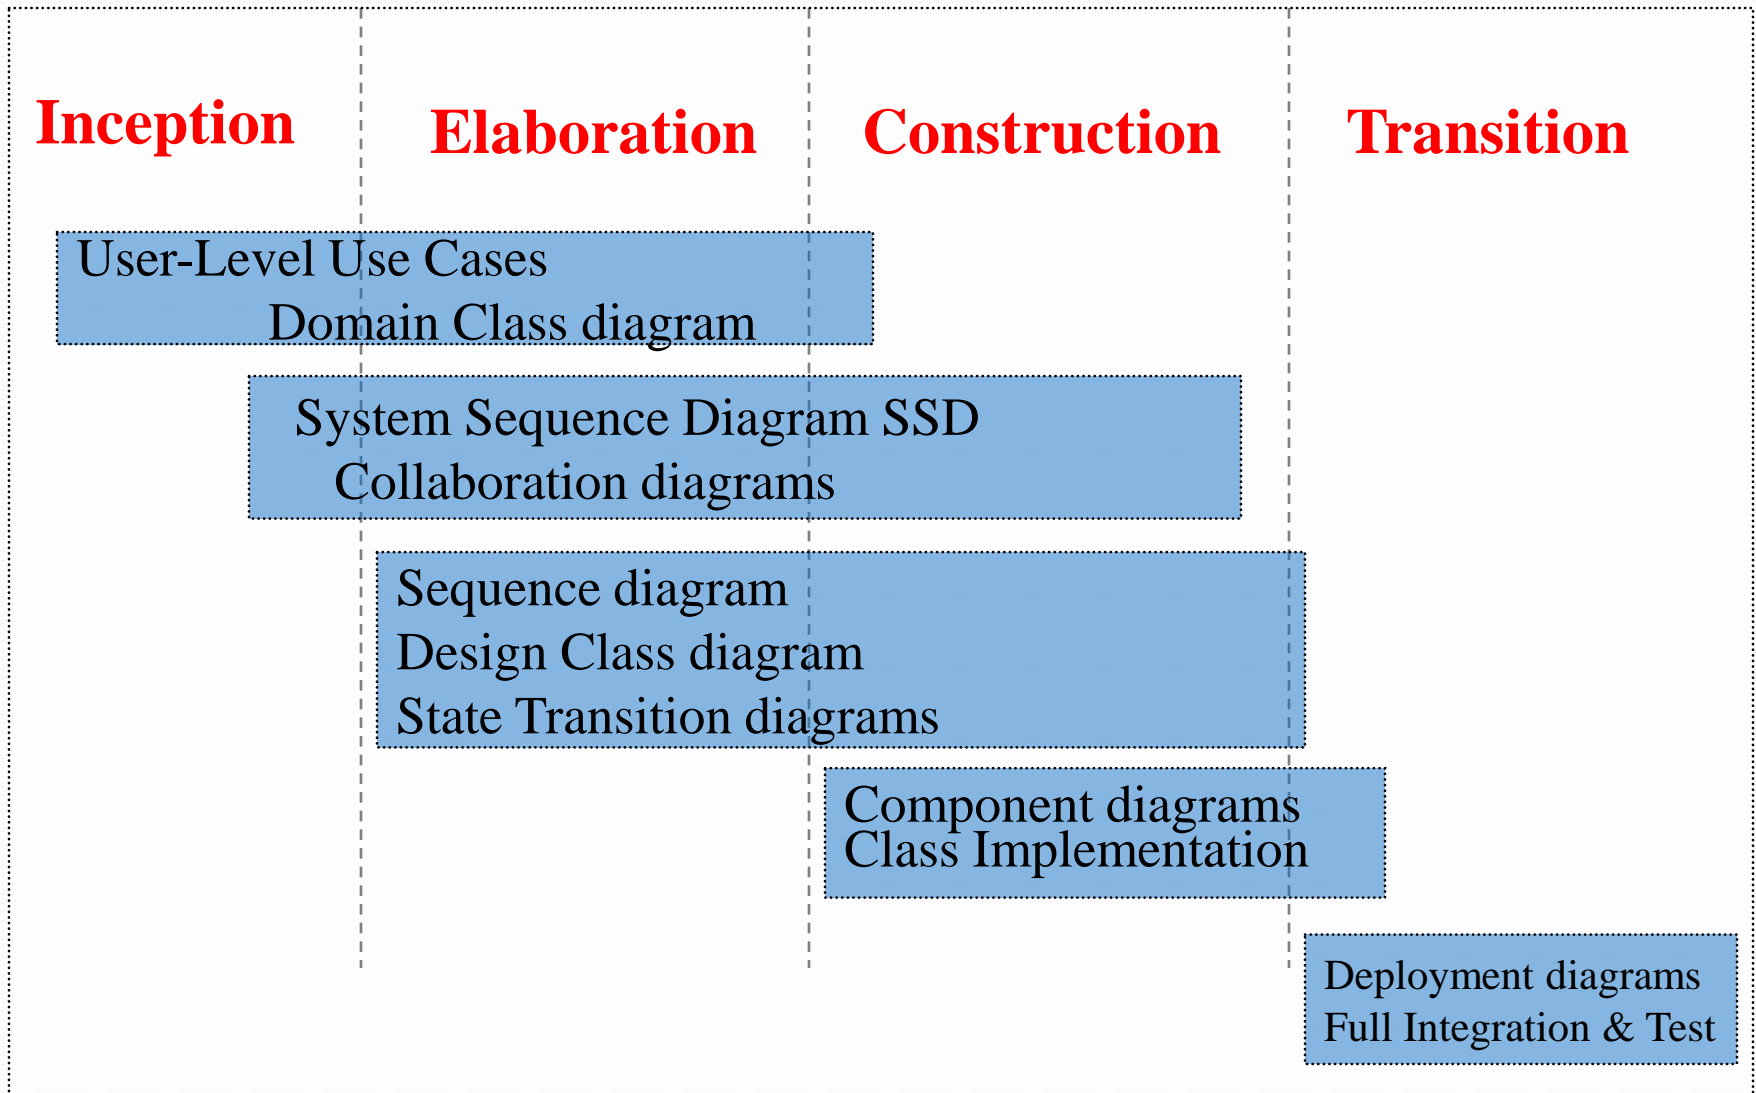 Inception
Elaboration
Construction
Transition
User-Level Use Cases
Domain Class diagram
System Sequence Diagram SSD
Collaboration diagrams
Sequence diagram
Design Class diagram
State Transition diagrams
Component diagrams
Class Implementation
Deployment diagrams
Full Integration & Test